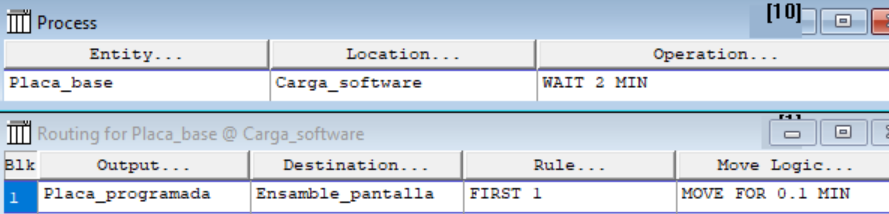 Process
[10]
Entity... Location... Operation...
Placa_base Carga_software WAIT 2 MIN
Routing for Placa_base @ Carga_software
[1]
Blk Output... Destination... Rule... Move Logic...
1 Placa_programada Ensamble_pantalla FIRST 1 MOVE FOR 0.1 MIN